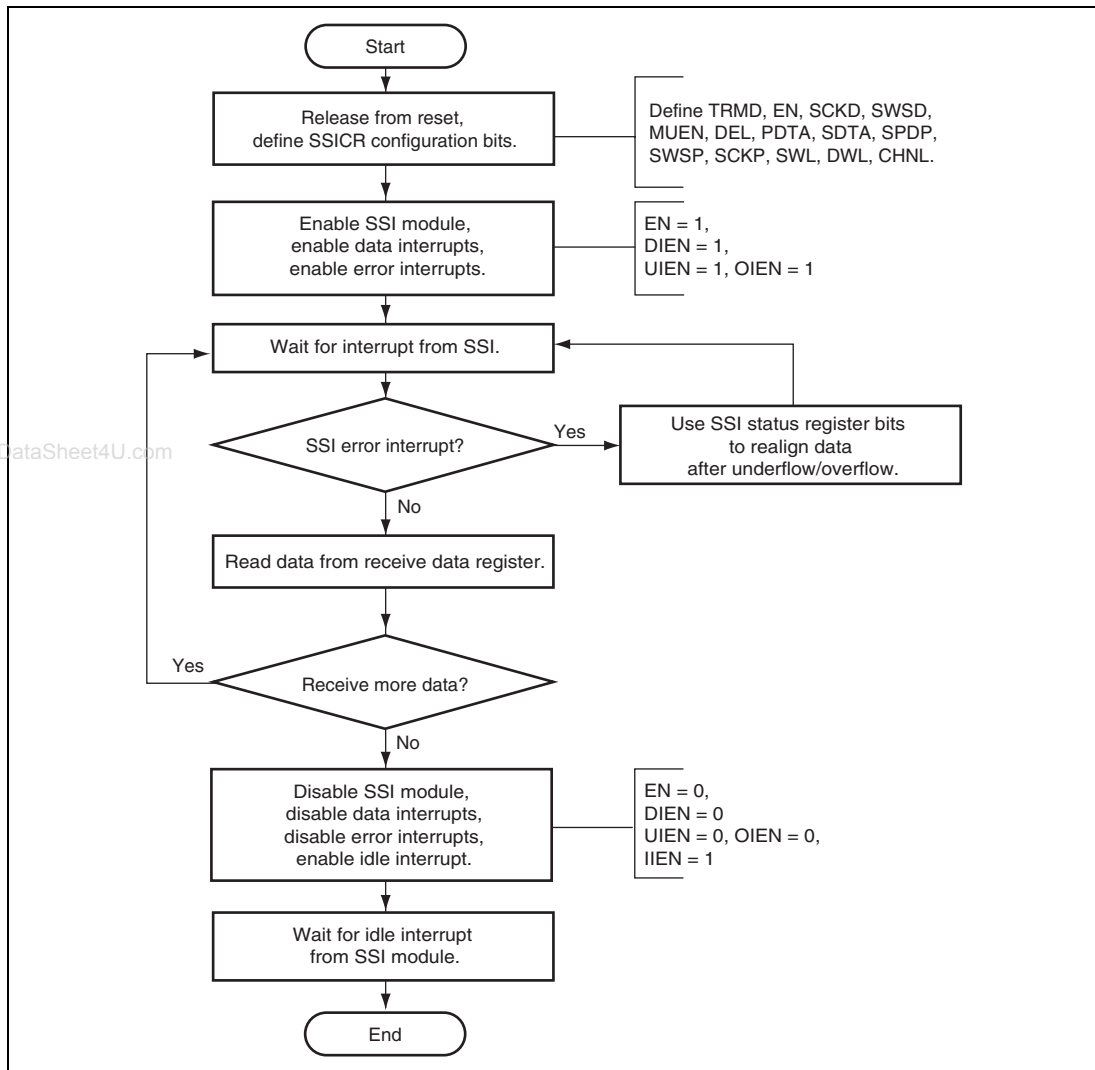 Start
Release from reset,
define SSICR configuration bits.
Define TRMD, EN, SCKD, SWSD,
MUEN, DEL, PDTA, SDTA, SPDP,
SWSP, SCKP, SWL, DWL, CHNL.
Enable SSI module,
enable data interrupts,
enable error interrupts.
EN = 1,
DIEN = 1,
UIEN = 1, OIEN = 1
Wait for interrupt from SSI.
SSI error interrupt?
Yes
Use SSI status register bits
to realign data
after underflow/overflow.
DataSheet4U.com
No
Read data from receive data register.
Yes
Receive more data?
No
Disable SSI module,
disable data interrupts,
disable error interrupts,
enable idle interrupt.
EN = 0,
DIEN = 0
UIEN = 0, OIEN = 0,
IIEN = 1
Wait for idle interrupt
from SSI module.
End